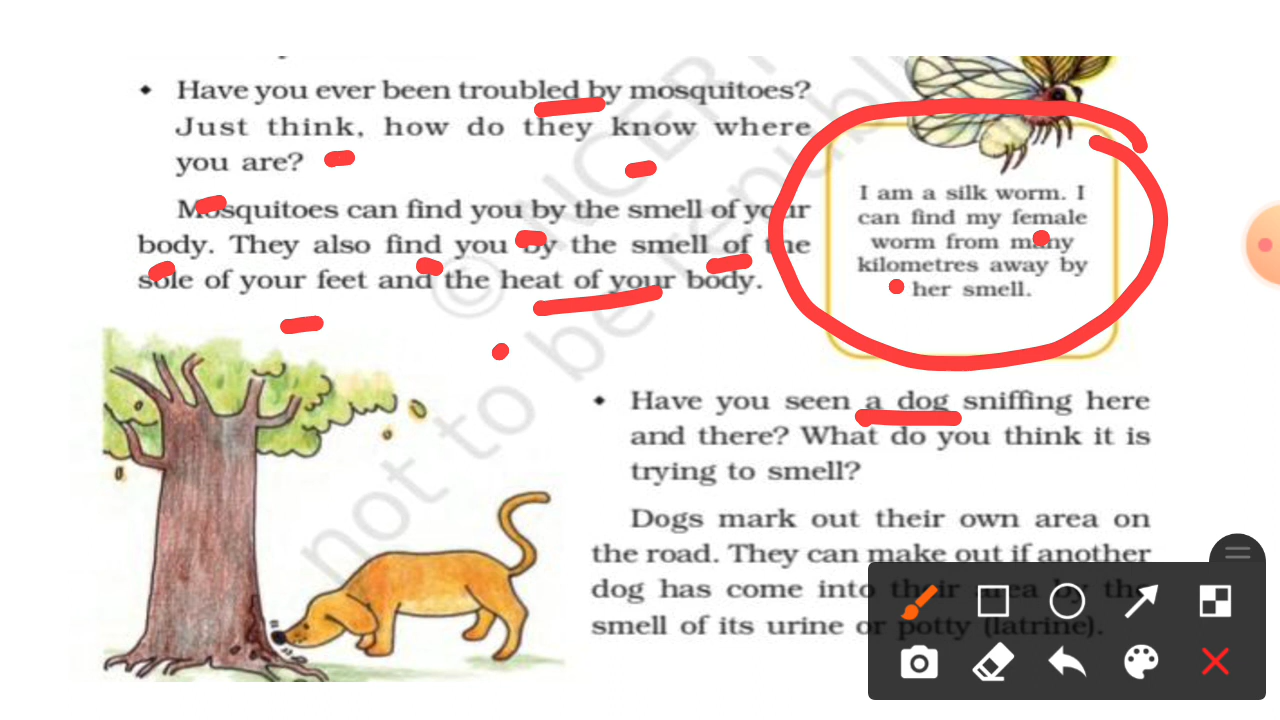 • Have you ever been troubled by mosquitoes?
Just think, how do they know where
you are?
Mosquitoes can find you by the smell of your
body. They also find you by the smell of the
sole of your feet and the heat of your body.
I am a silk worm. I
can find my female
worm from many
kilometres away by
her smell.
• Have you seen a dog sniffing here
and there? What do you think it is
trying to smell?
Dogs mark out their own area on
the road. They can make out if another
dog has come into their area by the
smell of its urine or potty (latrine).
© NCERT
not to be republi